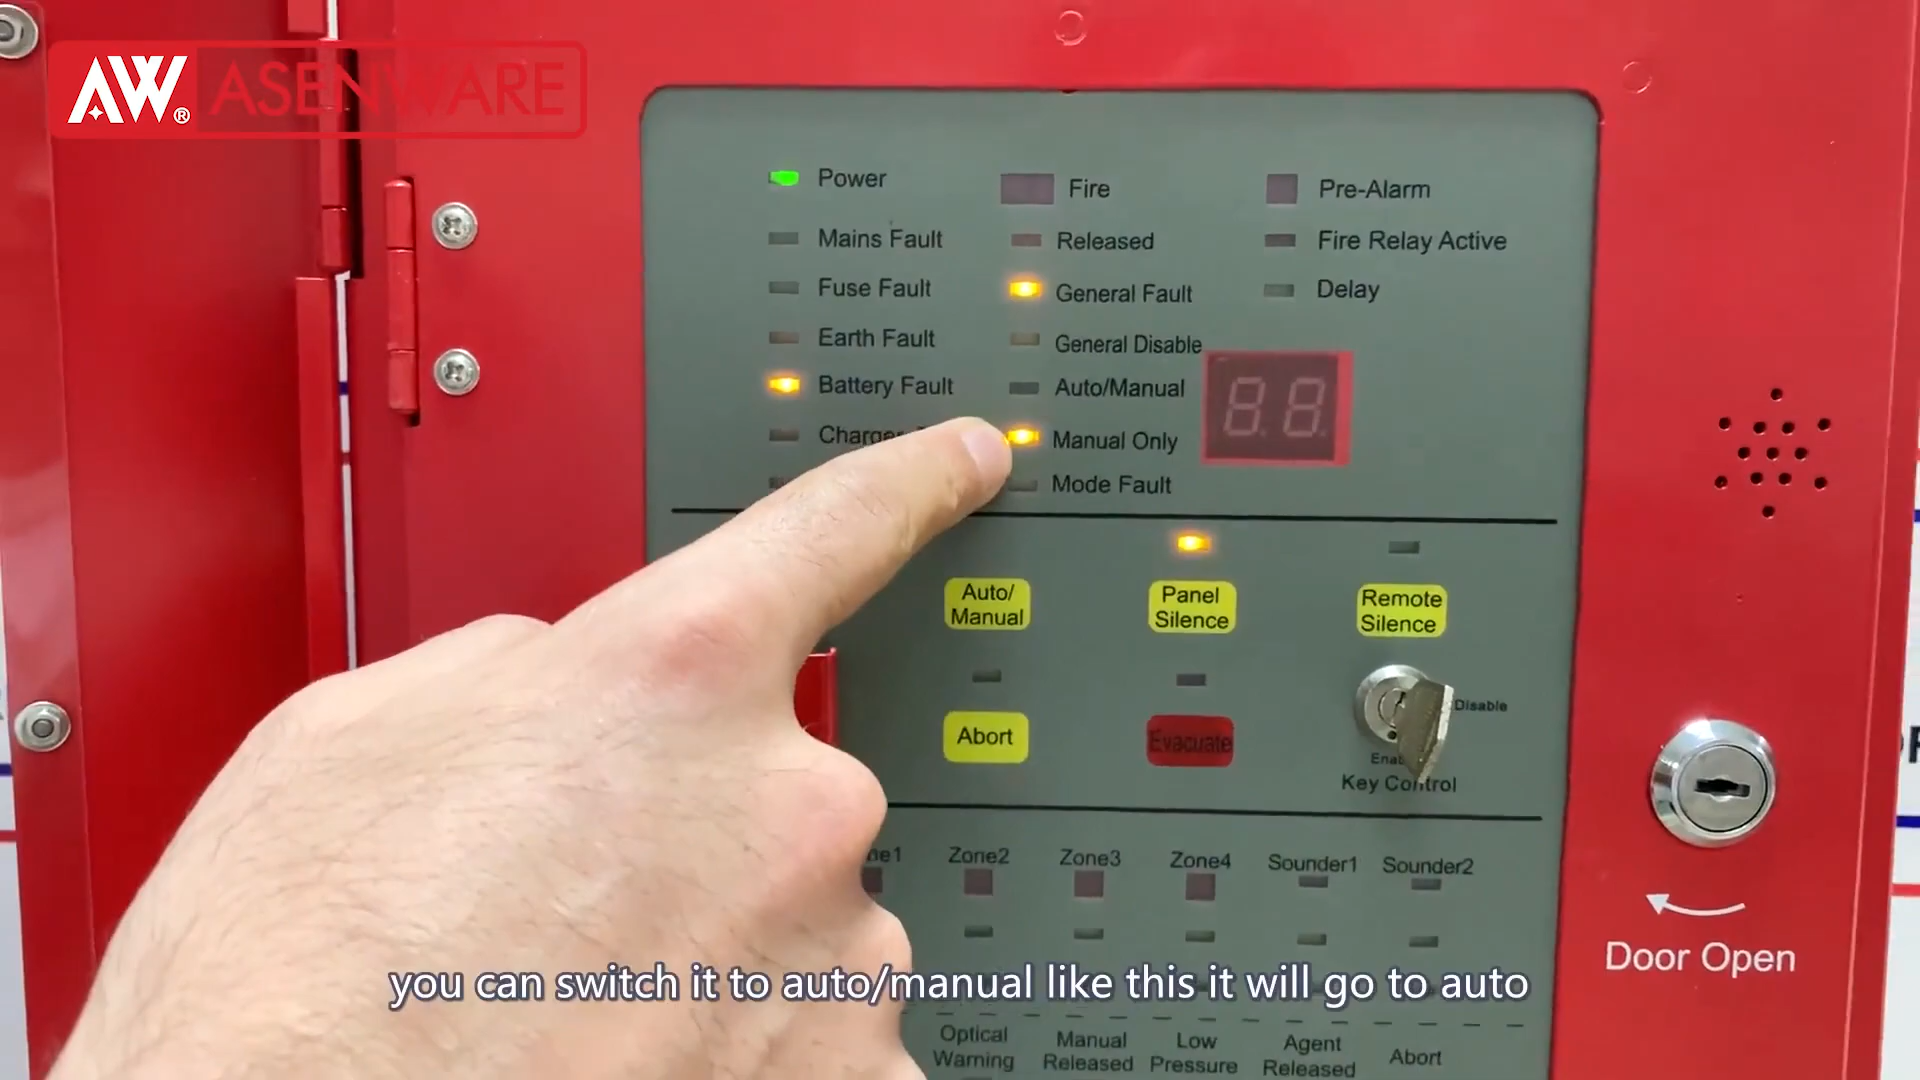 AW®
ASENWARE
Power
Fire
Pre-Alarm
Mains Fault
Released
Fire Relay Active
Fuse Fault
General Fault
Delay
Earth Fault
General Disable
Battery Fault
Auto/Manual
88
Charger
Manual Only
Mode Fault
Auto/
Manual
Panel
Silence
Remote
Silence
Disable
Abort
Evacuate
Key Control
Zone2
Zone3
Zone4
Sounder1
Sounder2
Door Open
you can switch it to auto/manual like this it will go to auto
Optical
Warning
Manual
Released
Low
Pressure
Agent
Released
Abort